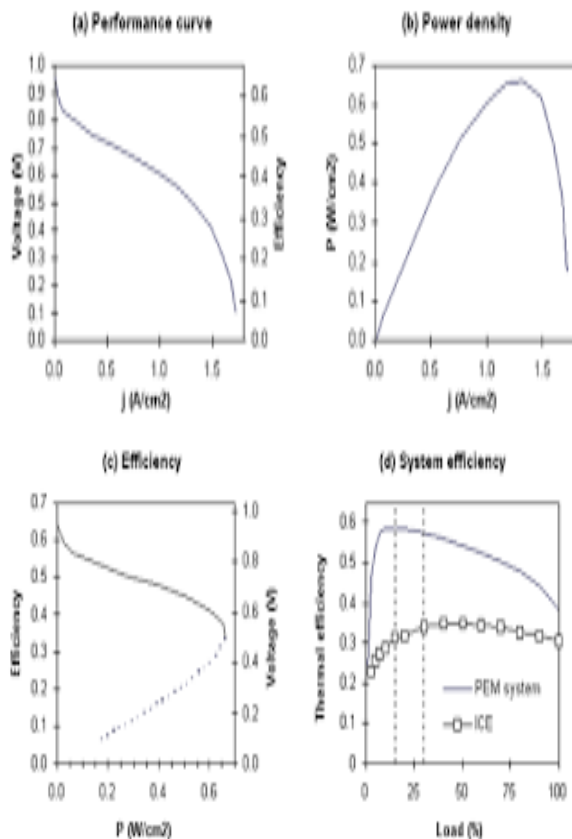 (a) Performance curve
1.0
0.9
0.8
0.7
0.6
0.5
0.4
0.3
0.2
0.1
0.0
Voltage (V)
0.6
0.5
0.4
0.3
0.2
0.1
0.0
Efficiency
0.0 0.5 1.0 1.5
j (A/cm2)
(b) Power density
0.7
0.6
0.5
0.4
0.3
0.2
0.1
0.0
P (W/cm2)
0.0 0.5 1.0 1.5
j (A/cm2)
(c) Efficiency
0.7
0.6
0.5
0.4
0.3
0.2
0.1
0.0
Efficiency
1.0
0.8
0.6
0.4
0.2
0.0
Voltage (V)
0.0 0.2 0.4 0.6
P (W/cm2)
(d) System efficiency
0.6
0.5
0.4
0.3
0.2
0.1
0
Thermal efficiency
PEM system
ICE
0 25 50 75 100
Load (%)